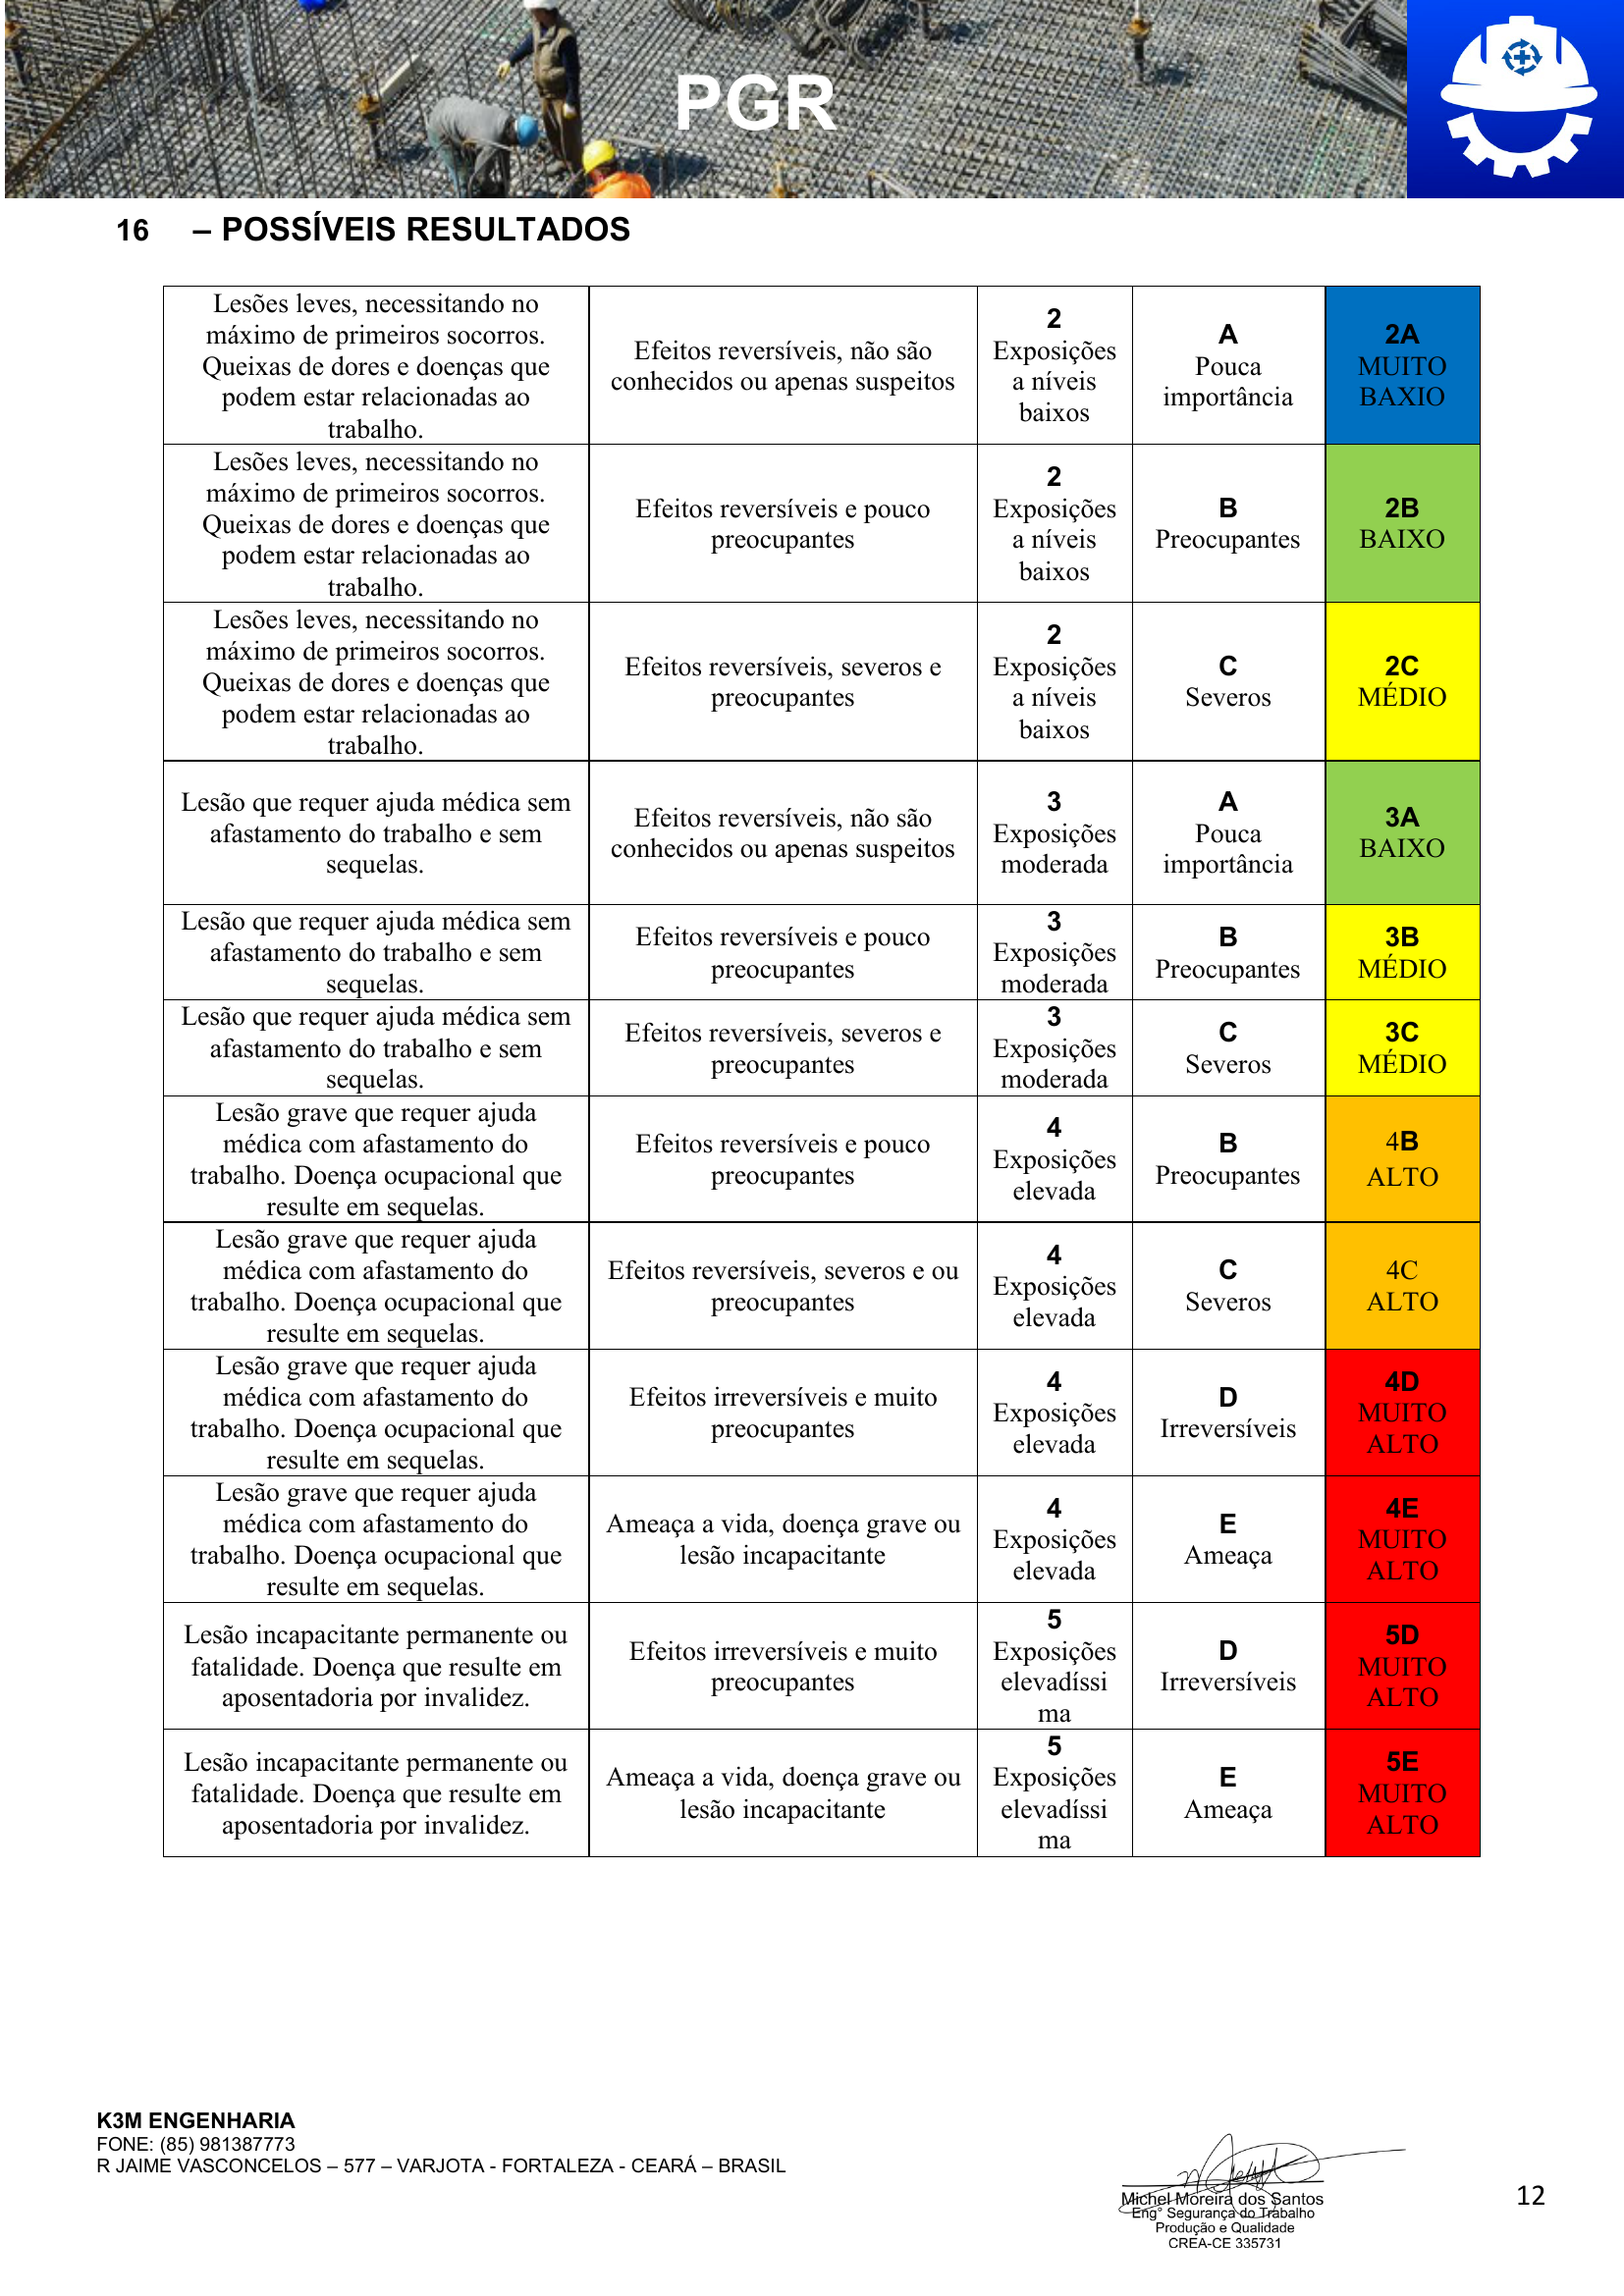 PGR
16 – POSSÍVEIS RESULTADOS
Lesões leves, necessitando no
máximo de primeiros socorros.
Queixas de dores e doenças que
podem estar relacionadas ao
trabalho.
Efeitos reversíveis, não são
conhecidos ou apenas suspeitos
2
Exposições
a níveis
baixos
A
Pouca
importância
2A
MUITO
BAXIO
Lesões leves, necessitando no
máximo de primeiros socorros.
Queixas de dores e doenças que
podem estar relacionadas ao
trabalho.
Efeitos reversíveis e pouco
preocupantes
2
Exposições
a níveis
baixos
B
Preocupantes
2B
BAIXO
Lesões leves, necessitando no
máximo de primeiros socorros.
Queixas de dores e doenças que
podem estar relacionadas ao
trabalho.
Efeitos reversíveis, severos e
preocupantes
2
Exposições
a níveis
baixos
C
Severos
2C
MÉDIO
Lesão que requer ajuda médica sem
afastamento do trabalho e sem
sequelas.
Efeitos reversíveis, não são
conhecidos ou apenas suspeitos
3
Exposições
moderada
A
Pouca
importância
3A
BAIXO
Lesão que requer ajuda médica sem
afastamento do trabalho e sem
sequelas.
Efeitos reversíveis e pouco
preocupantes
3
Exposições
moderada
B
Preocupantes
3B
MÉDIO
Lesão que requer ajuda médica sem
afastamento do trabalho e sem
sequelas.
Efeitos reversíveis, severos e
preocupantes
3
Exposições
moderada
C
Severos
3C
MÉDIO
Lesão grave que requer ajuda
médica com afastamento do
trabalho. Doença ocupacional que
resulte em sequelas.
Efeitos reversíveis e pouco
preocupantes
4
Exposições
elevada
B
Preocupantes
4B
ALTO
Lesão grave que requer ajuda
médica com afastamento do
trabalho. Doença ocupacional que
resulte em sequelas.
Efeitos reversíveis, severos e ou
preocupantes
4
Exposições
elevada
C
Severos
4C
ALTO
Lesão grave que requer ajuda
médica com afastamento do
trabalho. Doença ocupacional que
resulte em sequelas.
Efeitos irreversíveis e muito
preocupantes
4
Exposições
elevada
D
Irreversíveis
4D
MUITO
ALTO
Lesão grave que requer ajuda
médica com afastamento do
trabalho. Doença ocupacional que
resulte em sequelas.
Ameaça a vida, doença grave ou
lesão incapacitante
4
Exposições
elevada
E
Ameaça
4E
MUITO
ALTO
Lesão incapacitante permanente ou
fatalidade. Doença que resulte em
aposentadoria por invalidez.
Efeitos irreversíveis e muito
preocupantes
5
Exposições
elevadíssi
ma
D
Irreversíveis
5D
MUITO
ALTO
Lesão incapacitante permanente ou
fatalidade. Doença que resulte em
aposentadoria por invalidez.
Ameaça a vida, doença grave ou
lesão incapacitante
5
Exposições
elevadíssi
ma
E
Ameaça
5E
MUITO
ALTO
K3M ENGENHARIA
FONE: (85) 981387773
R JAIME VASCONCELOS – 577 – VARJOTA - FORTALEZA - CEARÁ – BRASIL
Michel Moreira dos Santos
Eng° Segurança do Trabalho
Produção e Qualidade
CREA-CE 335731
12